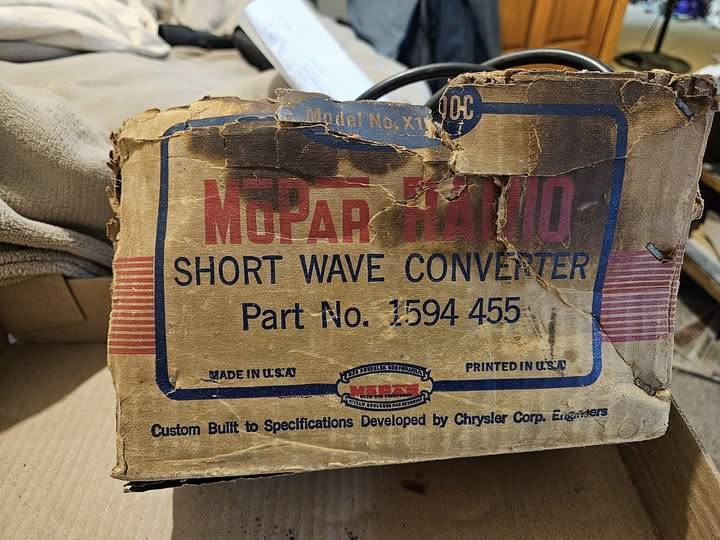 Model No. X1 00-C
MOPAR RADIO
SHORT WAVE CONVERTER
Part No. 1594 455
MADE IN U.S.A.
PRINTED IN U.S.A.
MOPAR
Custom Built to Specifications Developed by Chrysler Corp. Engineers